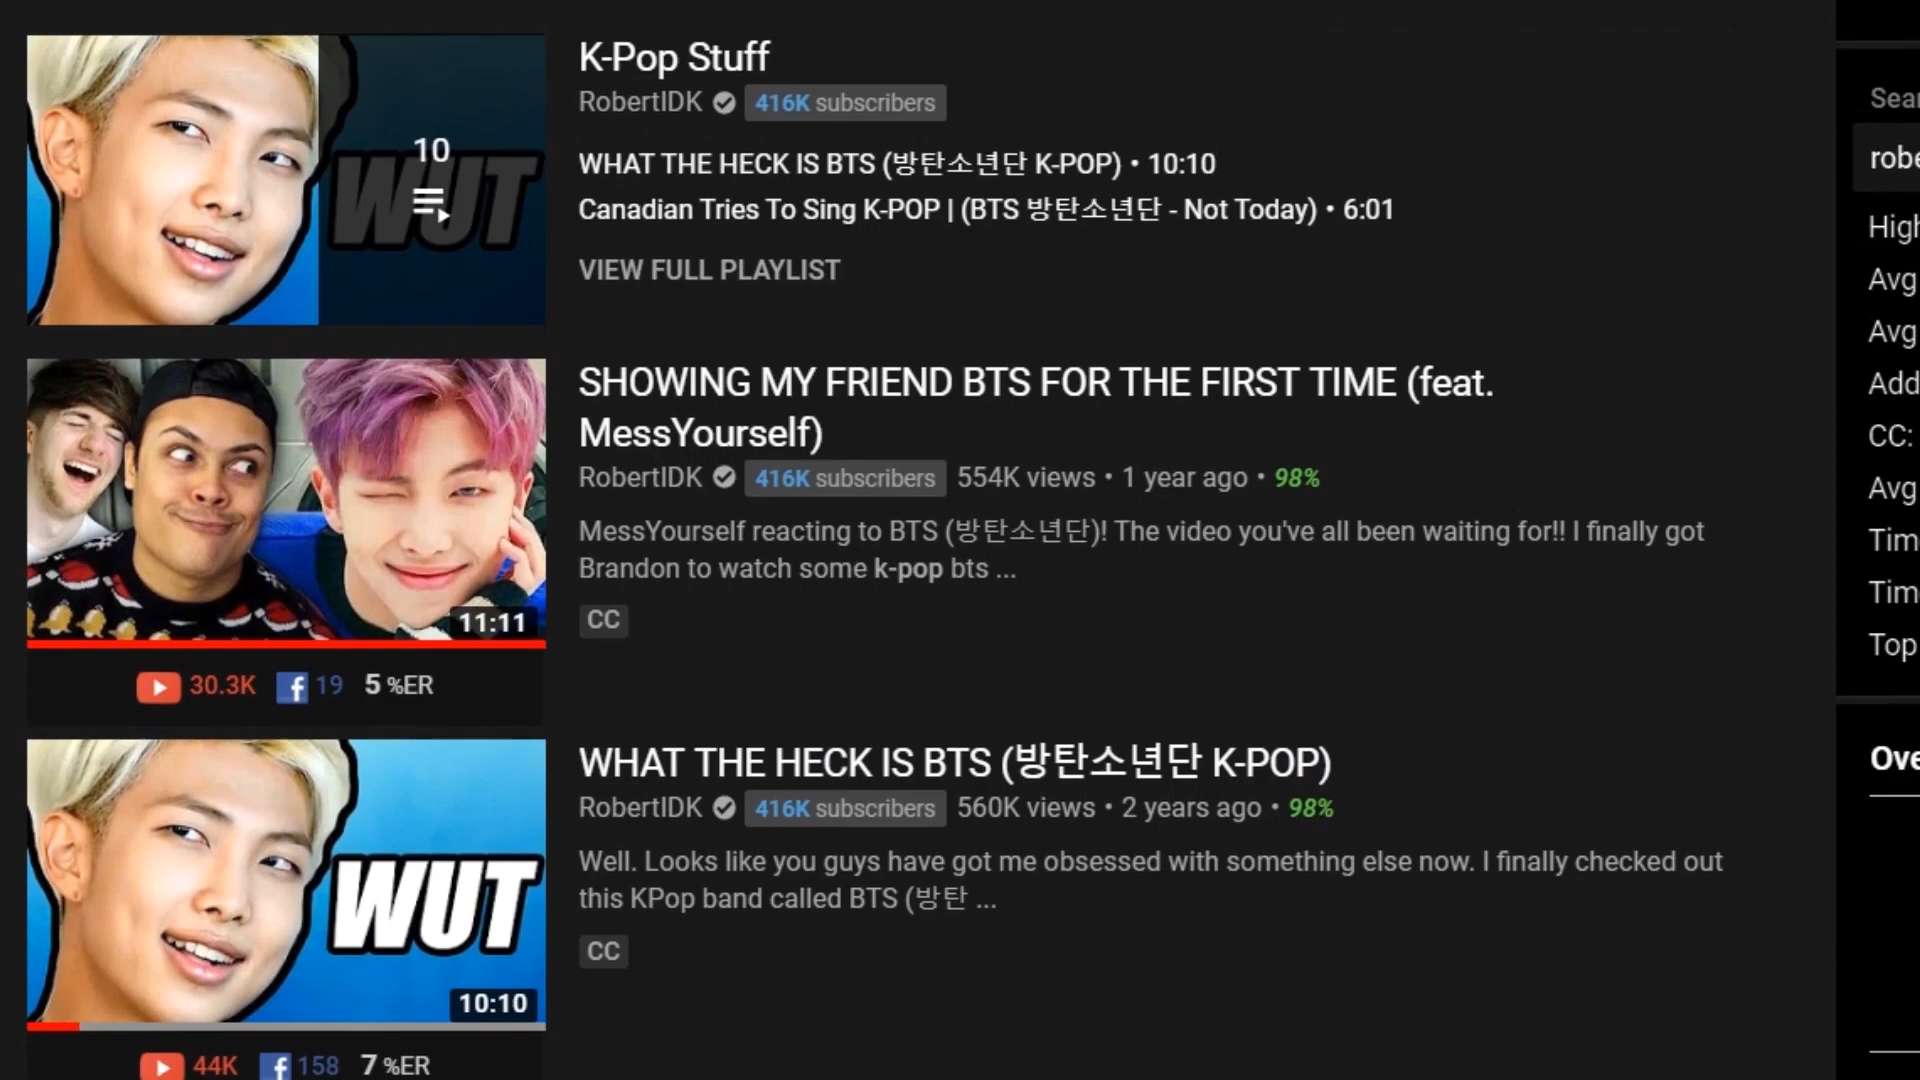 K-Pop Stuff
RobertIDK 416K subscribers
WHAT THE HECK IS BTS (방탄소년단 K-POP) • 10:10
Canadian Tries To Sing K-POP | (BTS 방탄소년단 - Not Today) • 6:01
VIEW FULL PLAYLIST
10
WUT
SHOWING MY FRIEND BTS FOR THE FIRST TIME (feat.
MessYourself)
RobertIDK 416K subscribers 554K views • 1 year ago • 98%
MessYourself reacting to BTS (방탄소년단)! The video you've all been waiting for!! I finally got
Brandon to watch some k-pop bts ...
CC
11:11
30.3K 19 5 %ER
WHAT THE HECK IS BTS (방탄소년단 K-POP)
RobertIDK 416K subscribers 560K views • 2 years ago • 98%
Well. Looks like you guys have got me obsessed with something else now. I finally checked out
this KPop band called BTS (방탄 ...
CC
WUT
10:10
44K 158 7 %ER
Avg
Avg
Add
CC:
Avg
Top